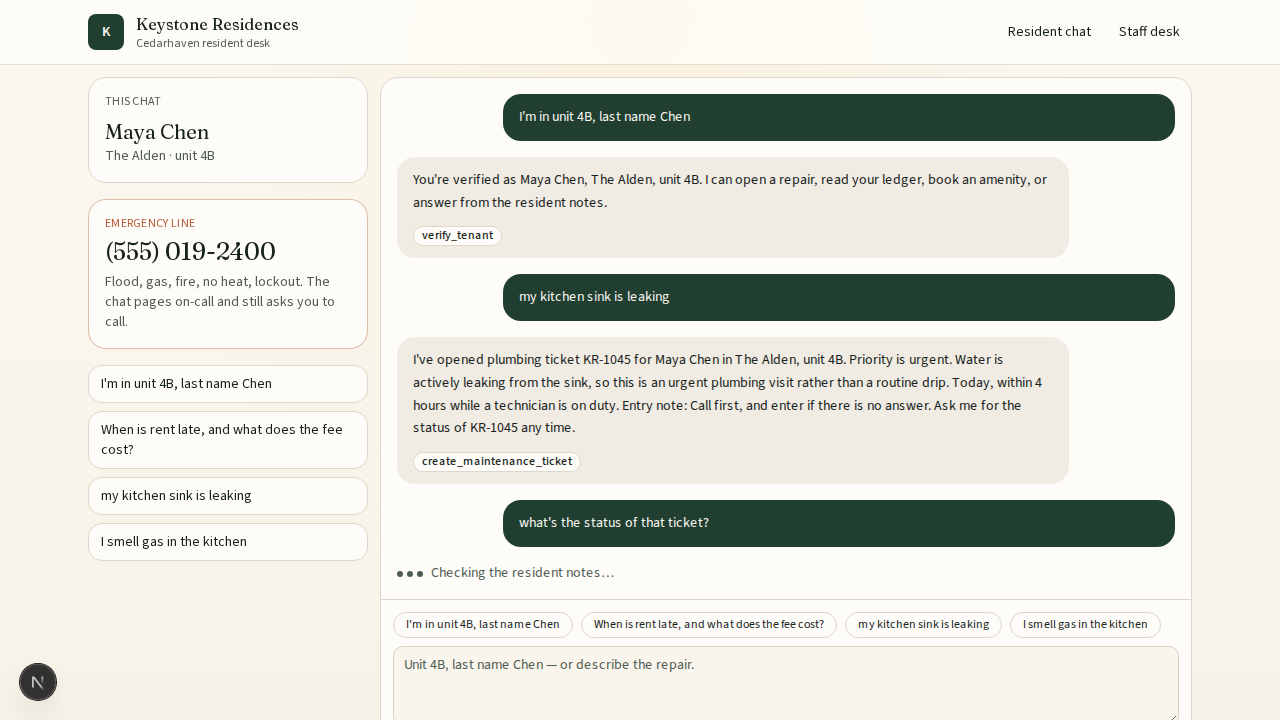 K
Keystone Residences
Cedarhaven resident desk
Resident chat
Staff desk
THIS CHAT
Maya Chen
The Alden · unit 4B
EMERGENCY LINE
(555) 019-2400
Flood, gas, fire, no heat, lockout. The
chat pages on-call and still asks you to
call.
I'm in unit 4B, last name Chen
When is rent late, and what does the fee
cost?
my kitchen sink is leaking
I smell gas in the kitchen
I'm in unit 4B, last name Chen
You're verified as Maya Chen, The Alden, unit 4B. I can open a repair, read your ledger, book an amenity, or
answer from the resident notes.
verify_tenant
my kitchen sink is leaking
I've opened plumbing ticket KR-1045 for Maya Chen in The Alden, unit 4B. Priority is urgent. Water is
actively leaking from the sink, so this is an urgent plumbing visit rather than a routine drip. Today, within 4
hours while a technician is on duty. Entry note: Call first, and enter if there is no answer. Ask me for the
status of KR-1045 any time.
create_maintenance_ticket
what's the status of that ticket?
Checking the resident notes…
I'm in unit 4B, last name Chen
When is rent late, and what does the fee cost?
my kitchen sink is leaking
I smell gas in the kitchen
Unit 4B, last name Chen — or describe the repair.
N